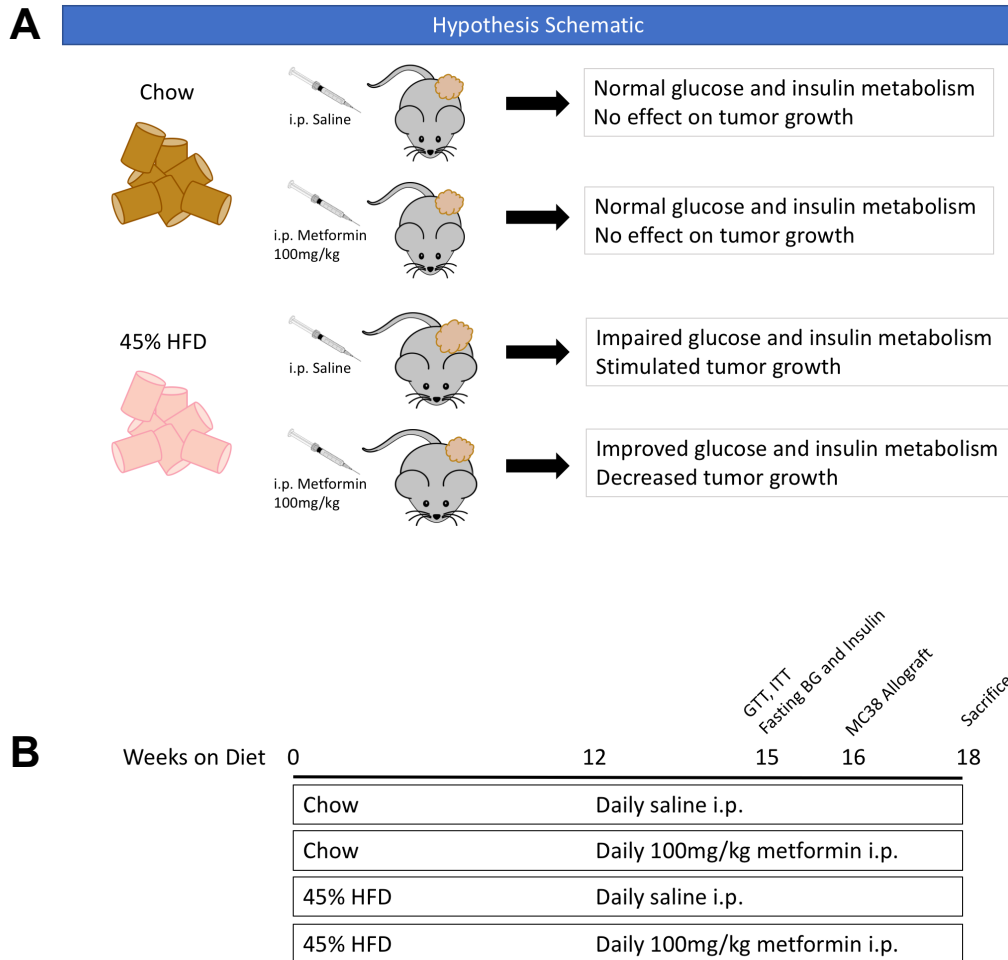 A
Hypothesis Schematic
Chow
i.p. Saline
Normal glucose and insulin metabolism
No effect on tumor growth
i.p. Metformin
100mg/kg
Normal glucose and insulin metabolism
No effect on tumor growth
45% HFD
i.p. Saline
Impaired glucose and insulin metabolism
Stimulated tumor growth
i.p. Metformin
100mg/kg
Improved glucose and insulin metabolism
Decreased tumor growth
B
GTT, ITT
Fasting BG and Insulin
MC38 Allograft
Sacrifice
Weeks on Diet 0 12 15 16 18
Chow Daily saline i.p.
Chow Daily 100mg/kg metformin i.p.
45% HFD Daily saline i.p.
45% HFD Daily 100mg/kg metformin i.p.